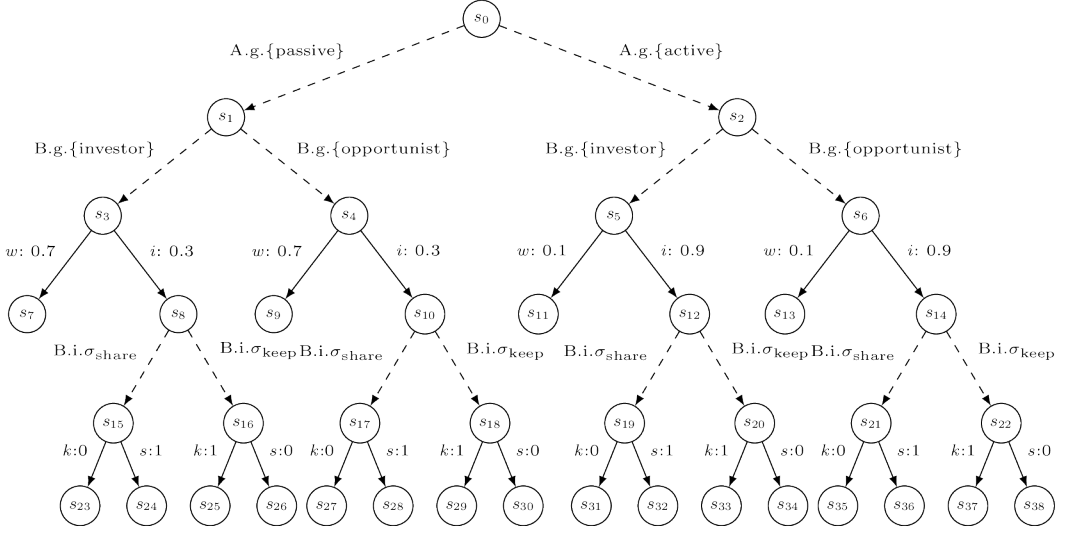 s0
A.g.{passive} A.g.{active}
s1 s2
B.g.{investor} B.g.{opportunist} B.g.{investor} B.g.{opportunist}
s3 s4 s5 s6
w: 0.7 i: 0.3 w: 0.7 i: 0.3 w: 0.1 i: 0.9 w: 0.1 i: 0.9
s7 s8 s9 s10 s11 s12 s13 s14
B.i.σshare B.i.σkeep B.i.σshare B.i.σkeep B.i.σshare B.i.σkeep B.i.σshare B.i.σkeep
s15 s16 s17 s18 s19 s20 s21 s22
k:0 s:1 k:1 s:0 k:0 s:1 k:1 s:0 k:0 s:1 k:1 s:0 k:0 s:1 k:1 s:0
s23 s24 s25 s26 s27 s28 s29 s30 s31 s32 s33 s34 s35 s36 s37 s38